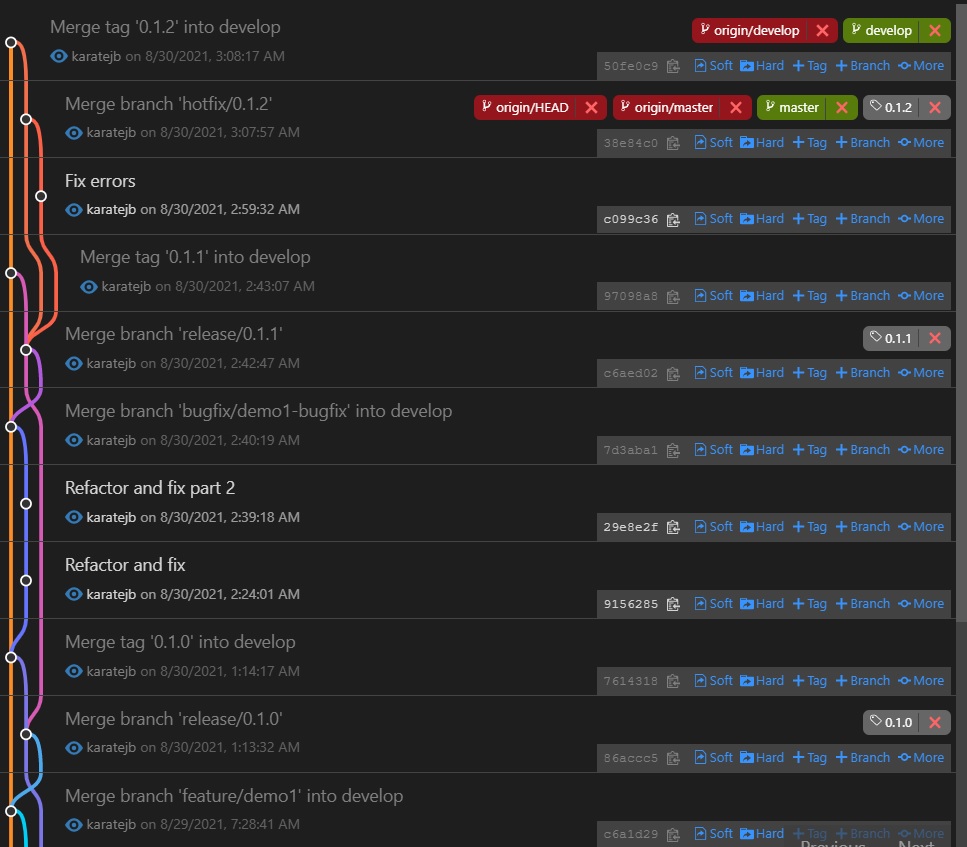 Merge tag '0.1.2' into develop origin/develop develop
karatejb on 8/30/2021, 3:08:17 AM
50fe0c9 Soft Hard Tag Branch More
Merge branch 'hotfix/0.1.2' origin/HEAD origin/master master 0.1.2
karatejb on 8/30/2021, 3:07:57 AM
38e84c0 Soft Hard Tag Branch More
Fix errors
karatejb on 8/30/2021, 2:59:32 AM
c099c36 Soft Hard Tag Branch More
Merge tag '0.1.1' into develop
karatejb on 8/30/2021, 2:43:07 AM
97098a8 Soft Hard Tag Branch More
Merge branch 'release/0.1.1' 0.1.1
karatejb on 8/30/2021, 2:42:47 AM
c6aed02 Soft Hard Tag Branch More
Merge branch 'bugfix/demo1-bugfix' into develop
karatejb on 8/30/2021, 2:40:19 AM
7d3aba1 Soft Hard Tag Branch More
Refactor and fix part 2
karatejb on 8/30/2021, 2:39:18 AM
29e8e2f Soft Hard Tag Branch More
Refactor and fix
karatejb on 8/30/2021, 2:24:01 AM
9156285 Soft Hard Tag Branch More
Merge tag '0.1.0' into develop
karatejb on 8/30/2021, 1:14:17 AM
7614318 Soft Hard Tag Branch More
Merge branch 'release/0.1.0' 0.1.0
karatejb on 8/30/2021, 1:13:32 AM
86accc5 Soft Hard Tag Branch More
Merge branch 'feature/demo1' into develop
karatejb on 8/29/2021, 7:28:41 AM
c6a1d29 Soft Hard Tag Branch More
Previous Next